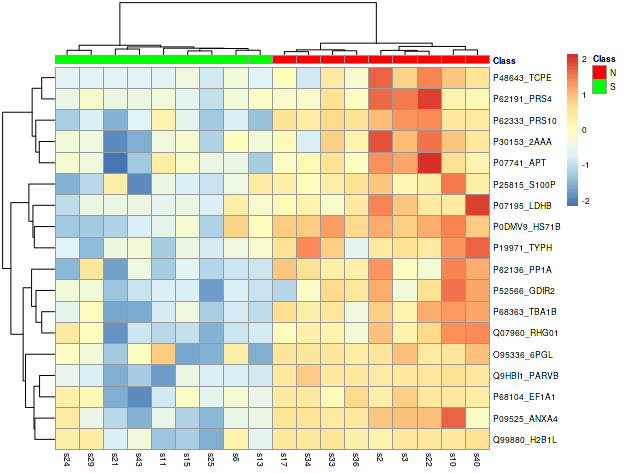 Class
P48643_TCPE
P62191_PRS4
P62333_PRS10
P30153_2AAA
P07741_APT
P25815_S100P
P07195_LDHB
P0DMV9_HS71B
P19971_TYPH
P62136_PP1A
P52566_GDIR2
P68363_TBA1B
Q07960_RHG01
O95336_6PGL
Q9HBI1_PARVB
P68104_EF1A1
P09525_ANXA4
Q99880_H2B1L
s24 s29 s21 s43 s11 s15 s25 s6 s13 s17 s34 s33 s36 s2 s3 s22 s10 s40
2
1
0
-1
-2
Class
N
S